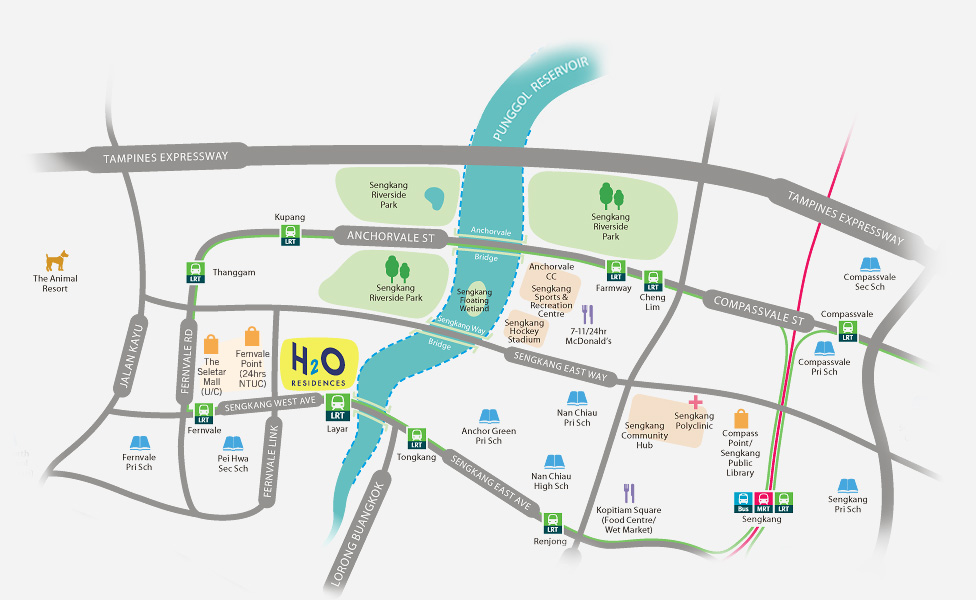 PUNGGOL RESERVOIR
TAMPINES EXPRESSWAY
TAMPINES EXPRESSWAY
Sengkang
Riverside
Park
Sengkang
Riverside
Park
Kupang
LRT
ANCHORVALE ST
Anchorvale
Bridge
The Animal
Resort
LRT
Thanggam
Sengkang
Riverside Park
Sengkang
Floating
Wetland
Anchorvale
CC
Sengkang
Sports &
Recreation
Centre
Sengkang
Hockey
Stadium
7-11/24hr
McDonald's
LRT
Farmway
LRT
Cheng
Lim
COMPASSVALE ST
Compassvale
Sec Sch
Compassvale
LRT
Compassvale
Pri Sch
Sengkang Way
Bridge
SENGKANG EAST WAY
JALAN KAYU
FERNVALE RD
The
Seletar
Mall
(U/C)
Fernvale
Point
(24hrs
NTUC)
H2O
RESIDENCES
SENGKANG WEST AVE
LRT
Fernvale
LRT
Layar
Fernvale
Pri Sch
Pei Hwa
Sec Sch
FERNVALE LINK
LRT
Tongkang
Anchor Green
Pri Sch
Nan Chiau
Pri Sch
Nan Chiau
High Sch
SENGKANG EAST AVE
LORONG BUANGKOK
LRT
Renjong
Kopitiam Square
(Food Centre/
Wet Market)
Sengkang
Community
Hub
Sengkang
Polyclinic
Compass
Point/
Sengkang
Public
Library
Bus
MRT
LRT
Sengkang
Sengkang
Pri Sch